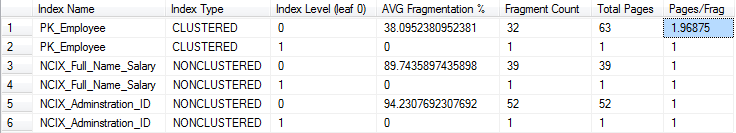 Index Name Index Type Index Level (leaf 0) AVG Fragmentation % Fragment Count Total Pages Pages/Frag
1 PK_Employee CLUSTERED 0 38.0952380952381 32 63 1.96875
2 PK_Employee CLUSTERED 1 0 1 1 1
3 NCIX_Full_Name_Salary NONCLUSTERED 0 89.7435897435898 39 39 1
4 NCIX_Full_Name_Salary NONCLUSTERED 1 0 1 1 1
5 NCIX_Adminstration_ID NONCLUSTERED 0 94.2307692307692 52 52 1
6 NCIX_Adminstration_ID NONCLUSTERED 1 0 1 1 1